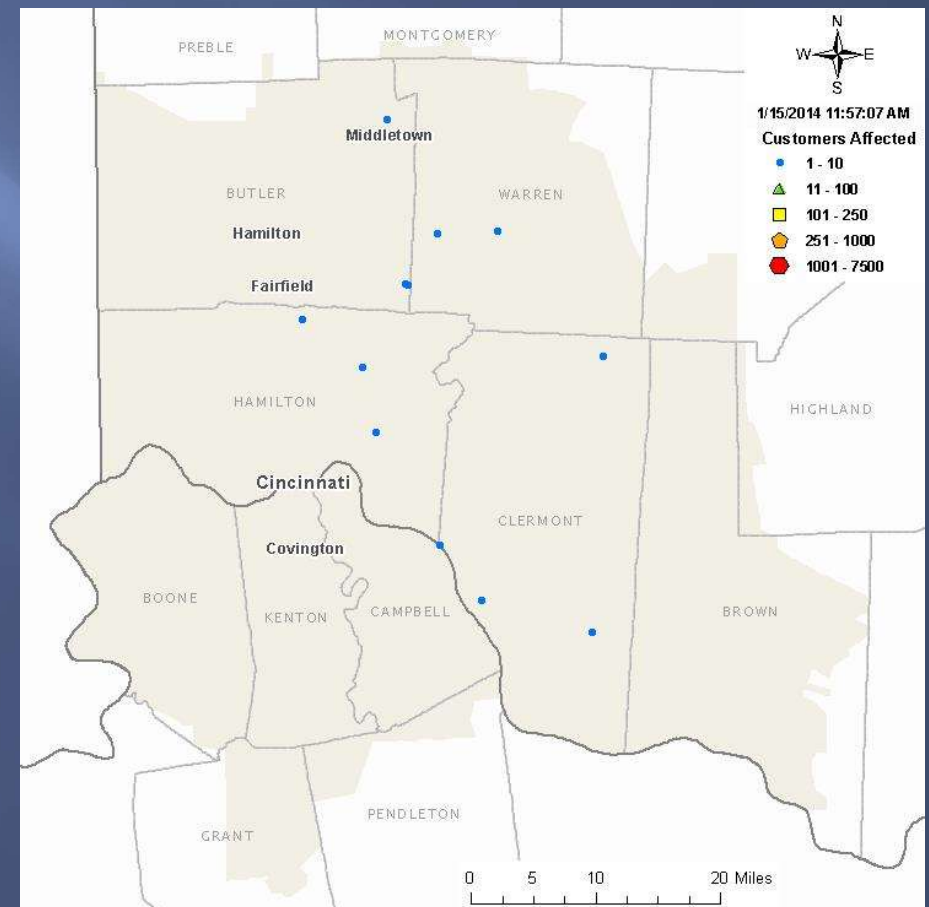 N
W E
S
1/15/2014 11:57:07 AM
Customers Affected
1 - 10
11 - 100
101 - 250
251 - 1000
1001 - 7500
PREBLE
MONTGOMERY
Middletown
BUTLER
WARREN
Hamilton
Fairfield
HAMILTON
HIGHLAND
Cincinnati
CLERMONT
Covington
BOONE
KENTON
CAMPBELL
BROWN
PENDLETON
GRANT
0 5 10 20 Miles